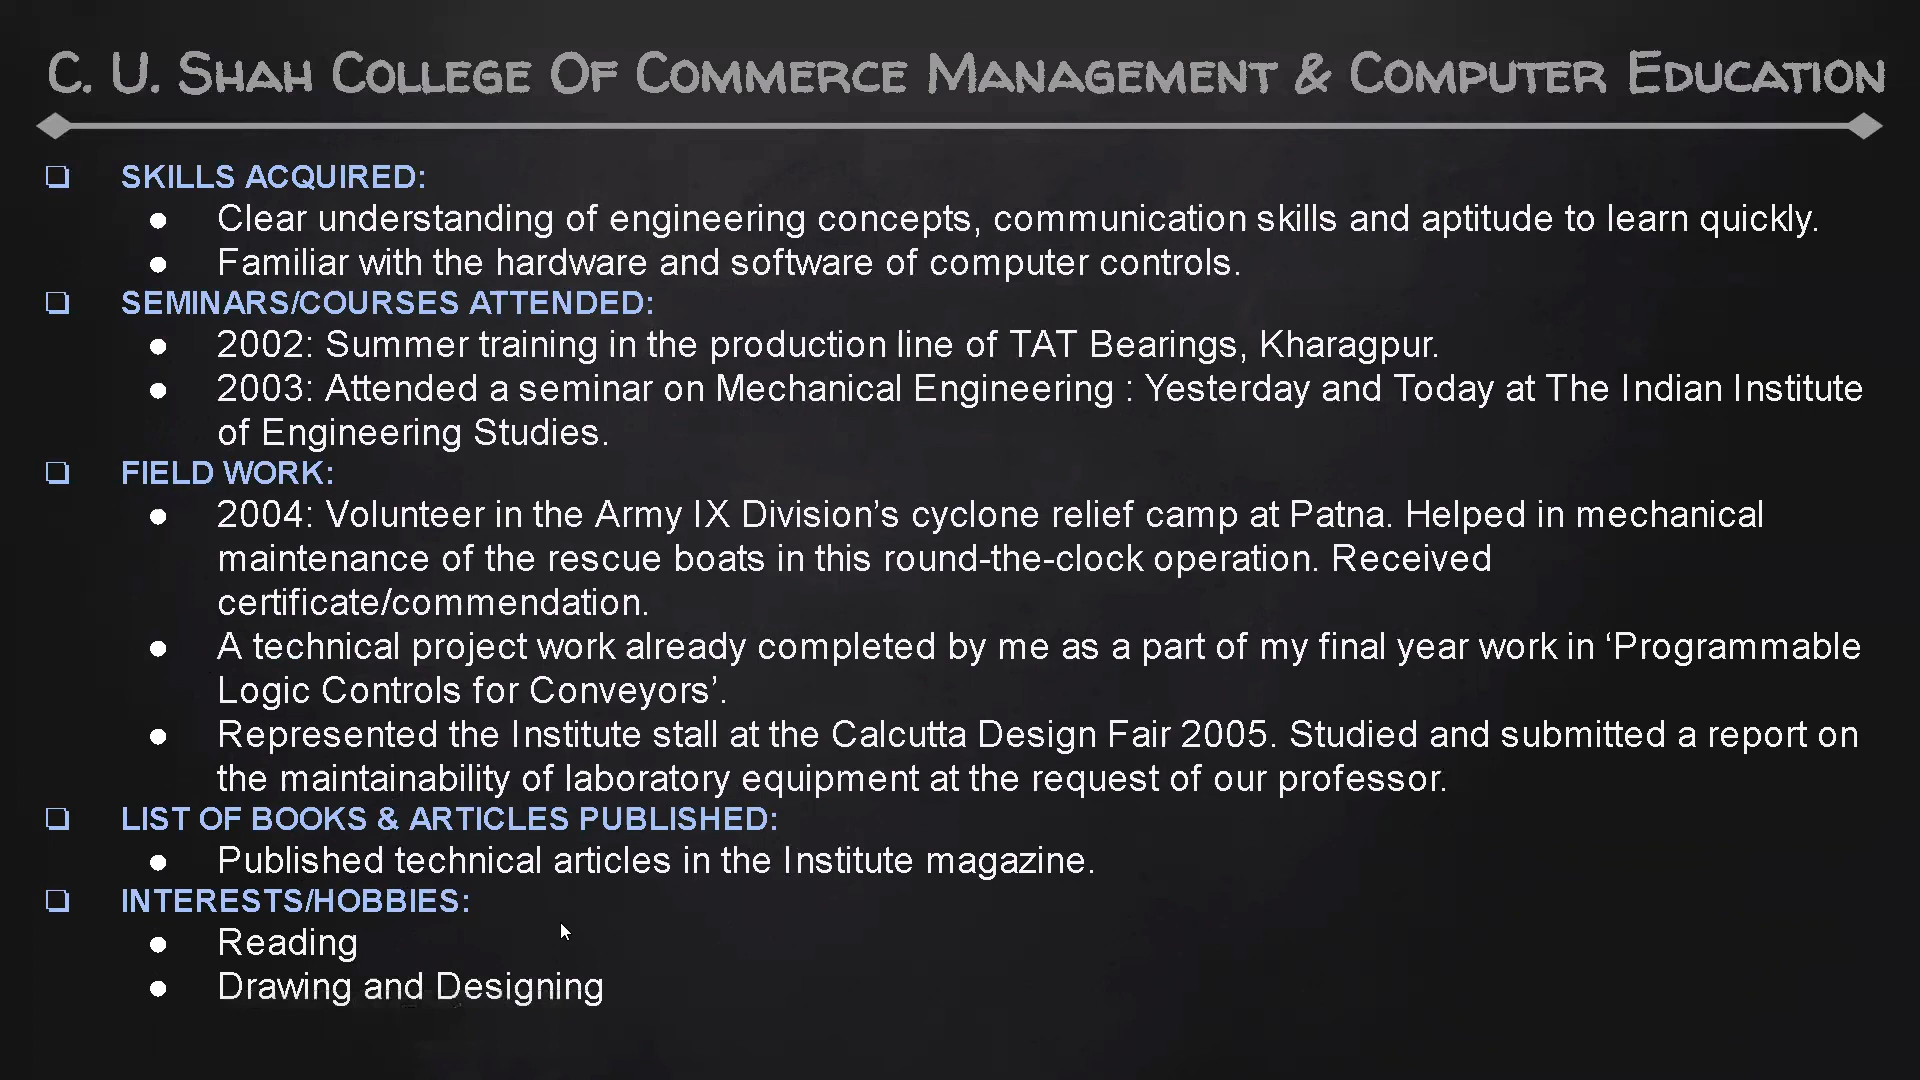 C. U. Shah College Of Commerce Management & Computer Education
❏ SKILLS ACQUIRED:
● Clear understanding of engineering concepts, communication skills and aptitude to learn quickly.
● Familiar with the hardware and software of computer controls.
❏ SEMINARS/COURSES ATTENDED:
● 2002: Summer training in the production line of TAT Bearings, Kharagpur.
● 2003: Attended a seminar on Mechanical Engineering : Yesterday and Today at The Indian Institute
of Engineering Studies.
❏ FIELD WORK:
● 2004: Volunteer in the Army IX Division’s cyclone relief camp at Patna. Helped in mechanical
maintenance of the rescue boats in this round-the-clock operation. Received
certificate/commendation.
● A technical project work already completed by me as a part of my final year work in ‘Programmable
Logic Controls for Conveyors’.
● Represented the Institute stall at the Calcutta Design Fair 2005. Studied and submitted a report on
the maintainability of laboratory equipment at the request of our professor.
❏ LIST OF BOOKS & ARTICLES PUBLISHED:
● Published technical articles in the Institute magazine.
❏ INTERESTS/HOBBIES:
● Reading
● Drawing and Designing